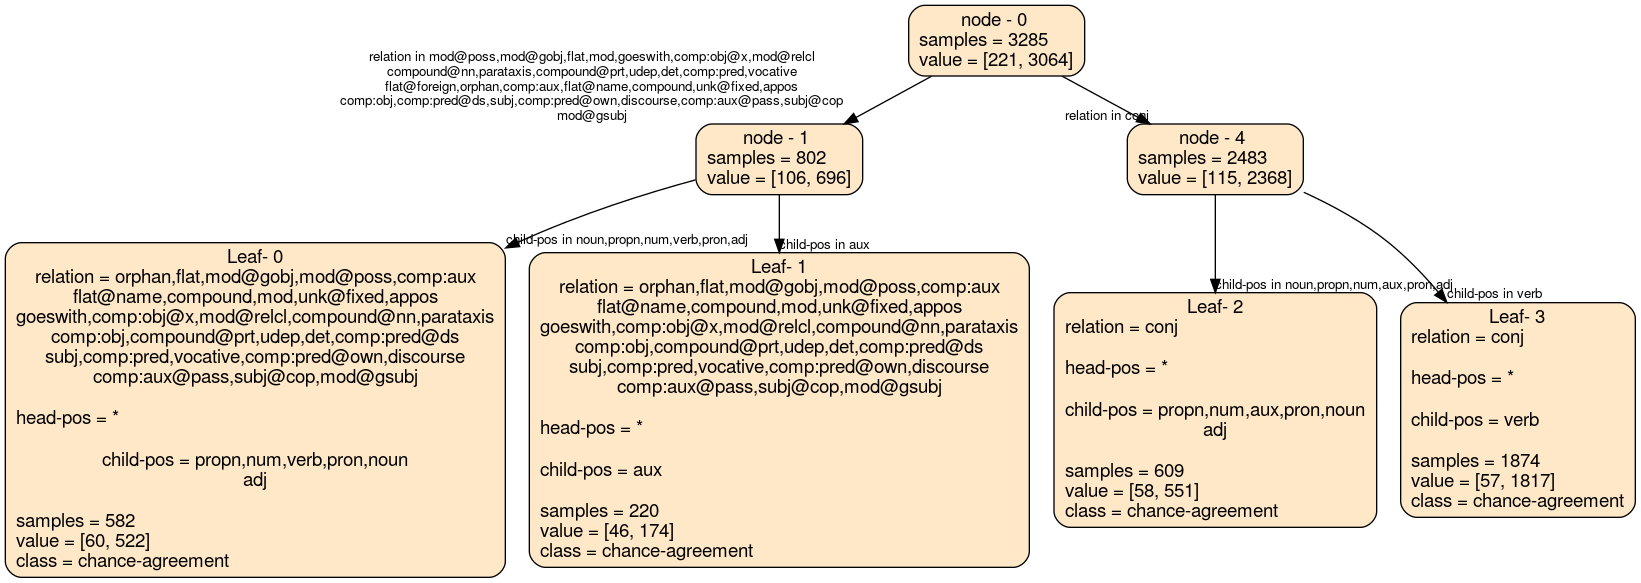 node - 0
samples = 3285
value = [221, 3064]
relation in mod@poss,mod@gobj,flat,mod,goeswith,comp:obj@x,mod@relcl
compound@nn,parataxis,compound@prt,udep,det,comp:pred,vocative
flat@foreign,orphan,comp:aux,flat@name,compound,unk@fixed,appos
comp:obj,comp:pred@ds,subj,comp:pred@own,discourse,comp:aux@pass,subj@cop
mod@gsubj
relation in conj
node - 1
samples = 802
value = [106, 696]
node - 4
samples = 2483
value = [115, 2368]
child-pos in noun,propn,num,verb,pron,adj
child-pos in aux
child-pos in noun,propn,num,aux,pron,adj
child-pos in verb
Leaf- 0
relation = orphan,flat,mod@gobj,mod@poss,comp:aux
flat@name,compound,mod,unk@fixed,appos
goeswith,comp:obj@x,mod@relcl,compound@nn,parataxis
comp:obj,compound@prt,udep,det,comp:pred@ds
subj,comp:pred,vocative,comp:pred@own,discourse
comp:aux@pass,subj@cop,mod@gsubj
head-pos = *
child-pos = propn,num,verb,pron,noun
adj
samples = 582
value = [60, 522]
class = chance-agreement
Leaf- 1
relation = orphan,flat,mod@gobj,mod@poss,comp:aux
flat@name,compound,mod,unk@fixed,appos
goeswith,comp:obj@x,mod@relcl,compound@nn,parataxis
comp:obj,compound@prt,udep,det,comp:pred@ds
subj,comp:pred,vocative,comp:pred@own,discourse
comp:aux@pass,subj@cop,mod@gsubj
head-pos = *
child-pos = aux
samples = 220
value = [46, 174]
class = chance-agreement
Leaf- 2
relation = conj
head-pos = *
child-pos = propn,num,aux,pron,noun
adj
samples = 609
value = [58, 551]
class = chance-agreement
Leaf- 3
relation = conj
head-pos = *
child-pos = verb
samples = 1874
value = [57, 1817]
class = chance-agreement